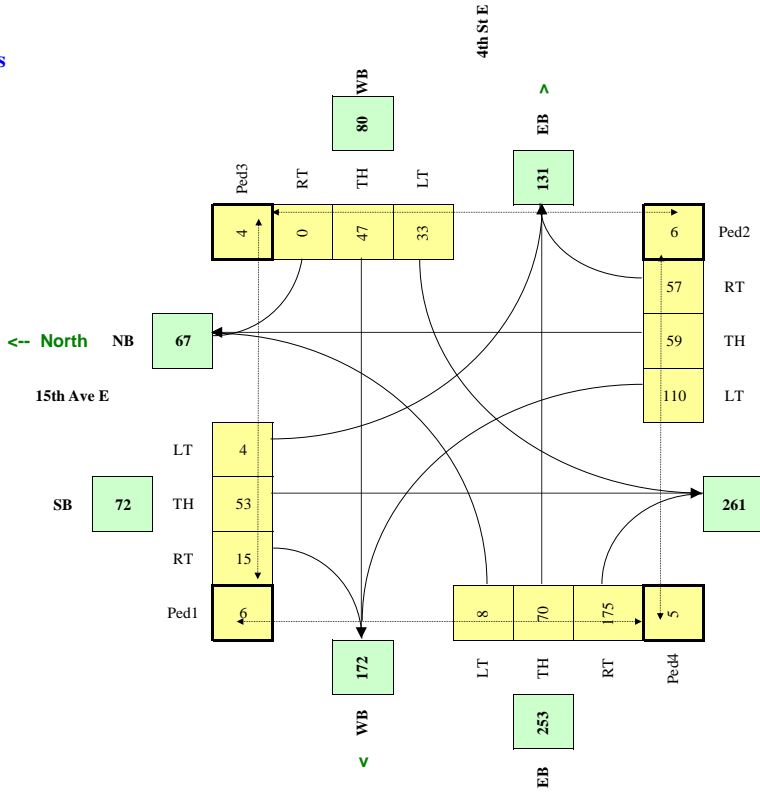 4th St E
s
WB
^
80
EB
Ped3
RT
TH
LT
131
4
0
47
33
6
Ped2
57
RT
<-- North
NB
67
59
TH
15th Ave E
110
LT
LT
4
SB
72
TH
53
261
RT
15
Ped1
6
8
70
175
5
172
LT
TH
RT
Ped4
WB
253
v
EB